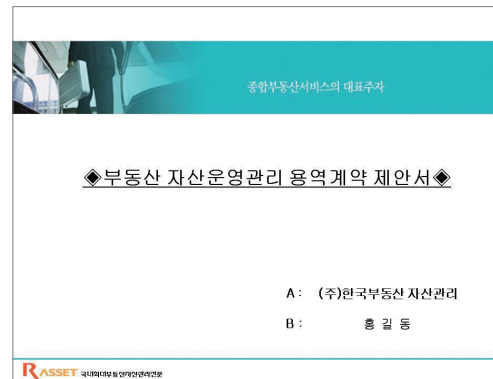 종합부동산서비스의 대표주자
◈부동산 자산운영관리 용역계약 제안서◈
A : (주)한국부동산 자산관리
B : 홍 길 동
RASSET